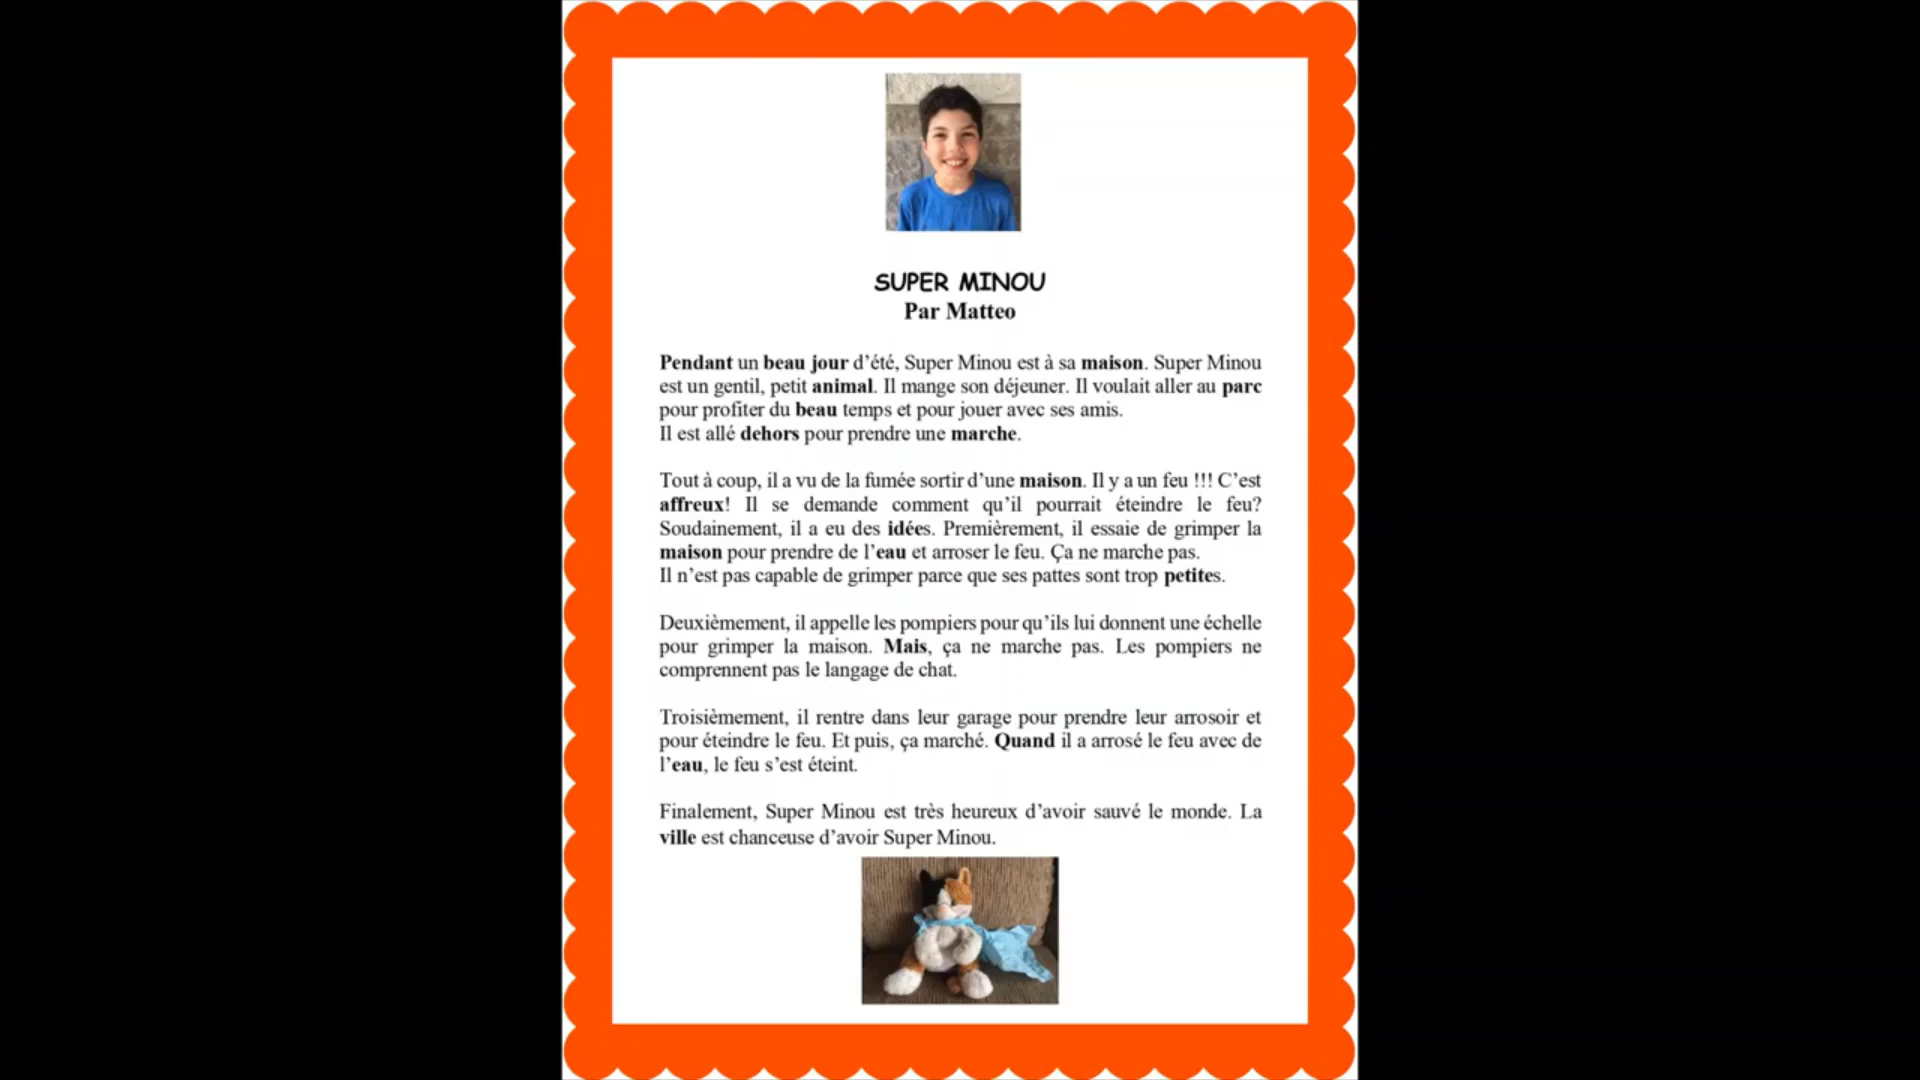 SUPER MINOU
Par Matteo
Pendant un beau jour d’été, Super Minou est à sa maison. Super Minou
est un gentil, petit animal. Il mange son déjeuner. Il voulait aller au parc
pour profiter du beau temps et pour jouer avec ses amis.
Il est allé dehors pour prendre une marche.
Tout à coup, il a vu de la fumée sortir d’une maison. Il y a un feu !!! C’est
affreux! Il se demande comment qu’il pourrait éteindre le feu?
Soudainement, il a eu des idées. Premièrement, il essaie de grimper la
maison pour prendre de l’eau et arroser le feu. Ça ne marche pas.
Il n’est pas capable de grimper parce que ses pattes sont trop petites.
Deuxièmement, il appelle les pompiers pour qu’ils lui donnent une échelle
pour grimper la maison. Mais, ça ne marche pas. Les pompiers ne
comprennent pas le langage de chat.
Troisièmement, il rentre dans leur garage pour prendre leur arrosoir et
pour éteindre le feu. Et puis, ça marché. Quand il a arrosé le feu avec de
l’eau, le feu s’est éteint.
Finalement, Super Minou est très heureux d’avoir sauvé le monde. La
ville est chanceuse d’avoir Super Minou.